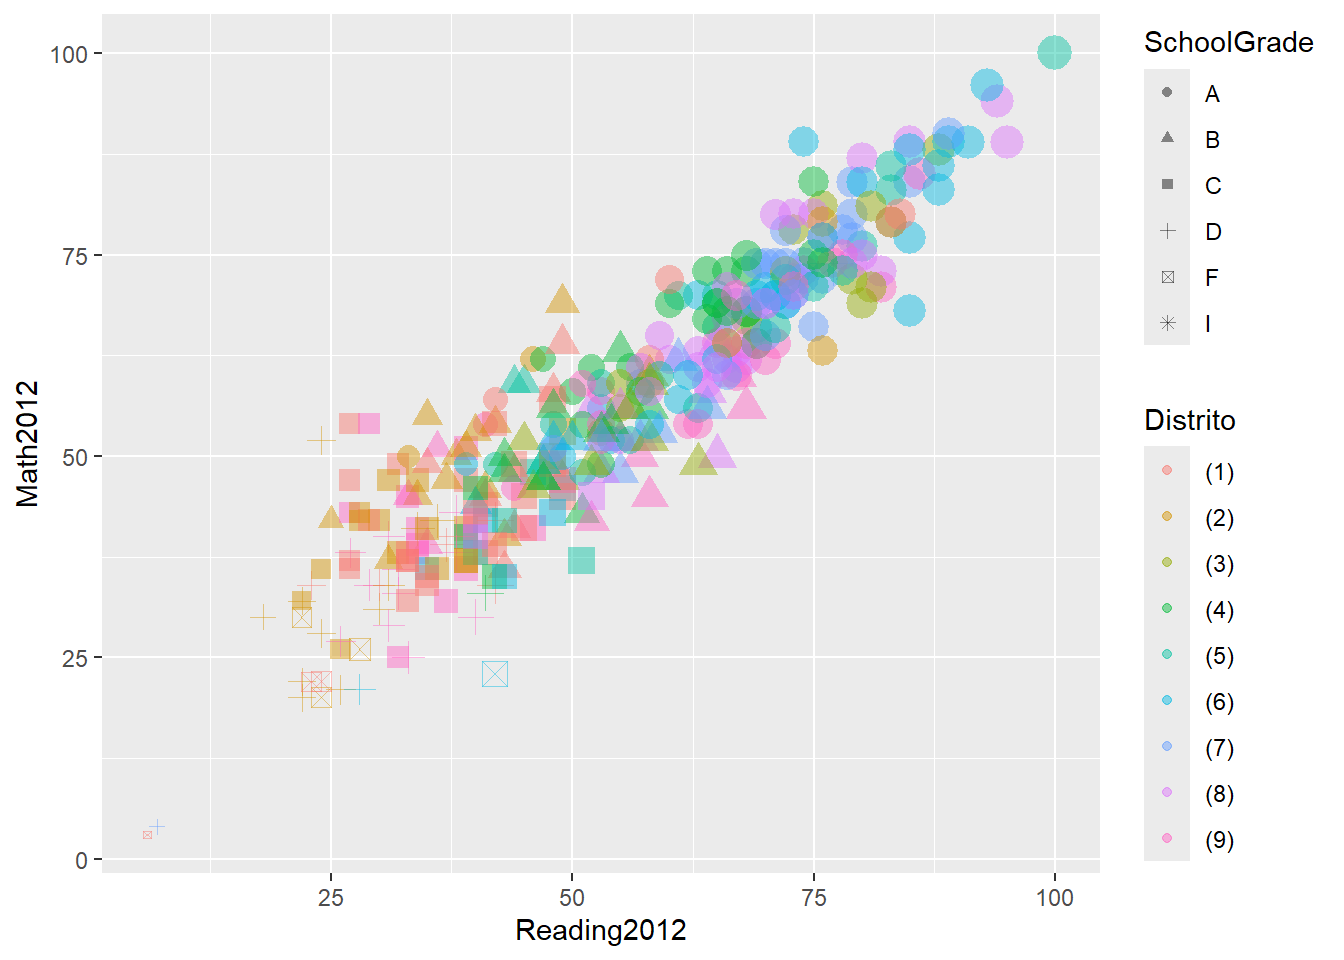 Math2012
100
75
50
25
0
25 50 75 100
Reading2012
SchoolGrade
A
B
C
D
F
I
Distrito
(1)
(2)
(3)
(4)
(5)
(6)
(7)
(8)
(9)